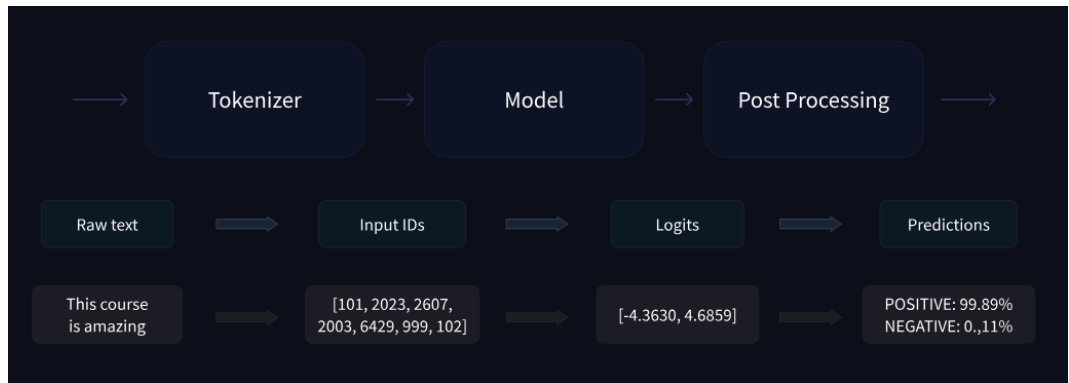 Tokenizer
Model
Post Processing
Raw text
Input IDs
Logits
Predictions
This course
is amazing
[101, 2023, 2607,
2003, 6429, 999, 102]
[-4.3630, 4.6859]
POSITIVE: 99.89%
NEGATIVE: 0.,11%